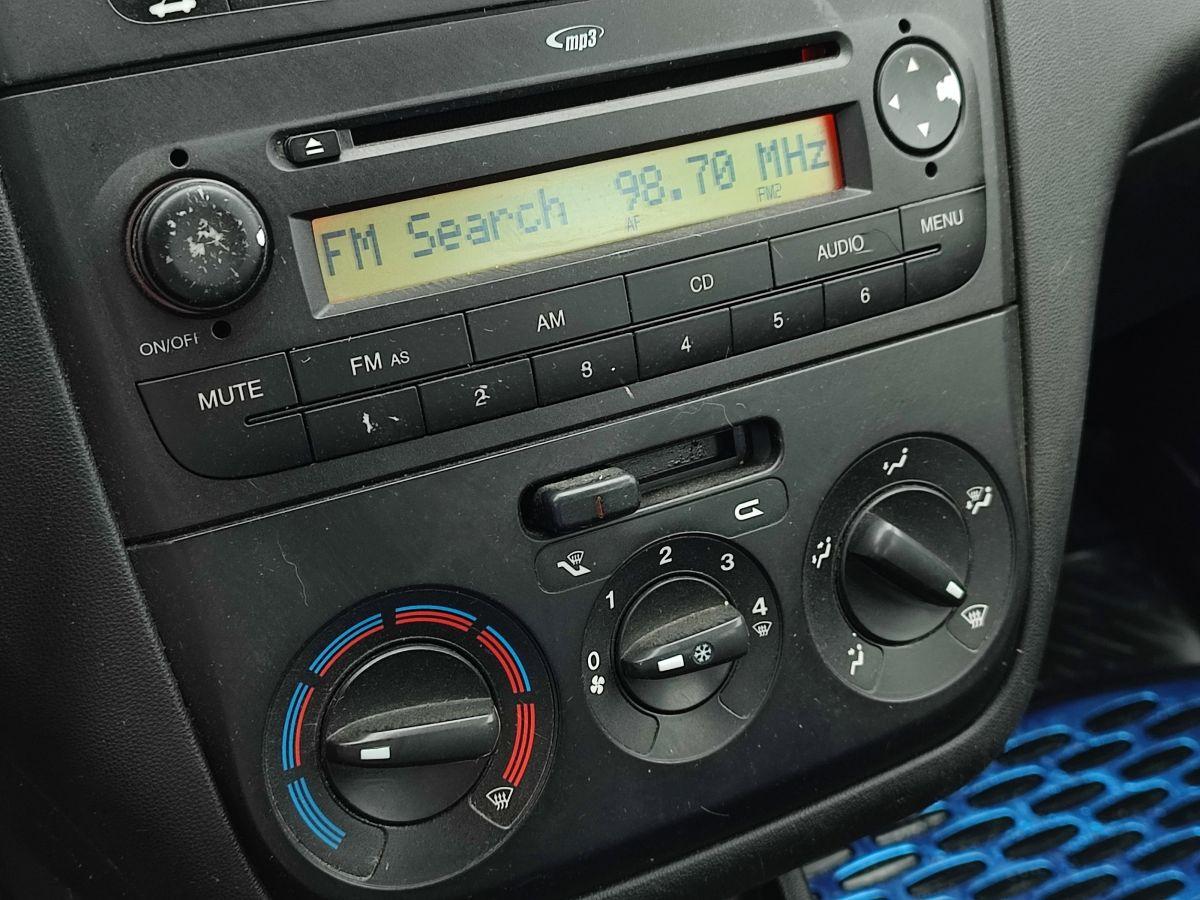 mp3
FM Search 98.70 MHz
AF FM2
ON/OFF
MUTE FM AS AM CD AUDIO MENU
1 2 3 4 5 6
0 1 2 3 4